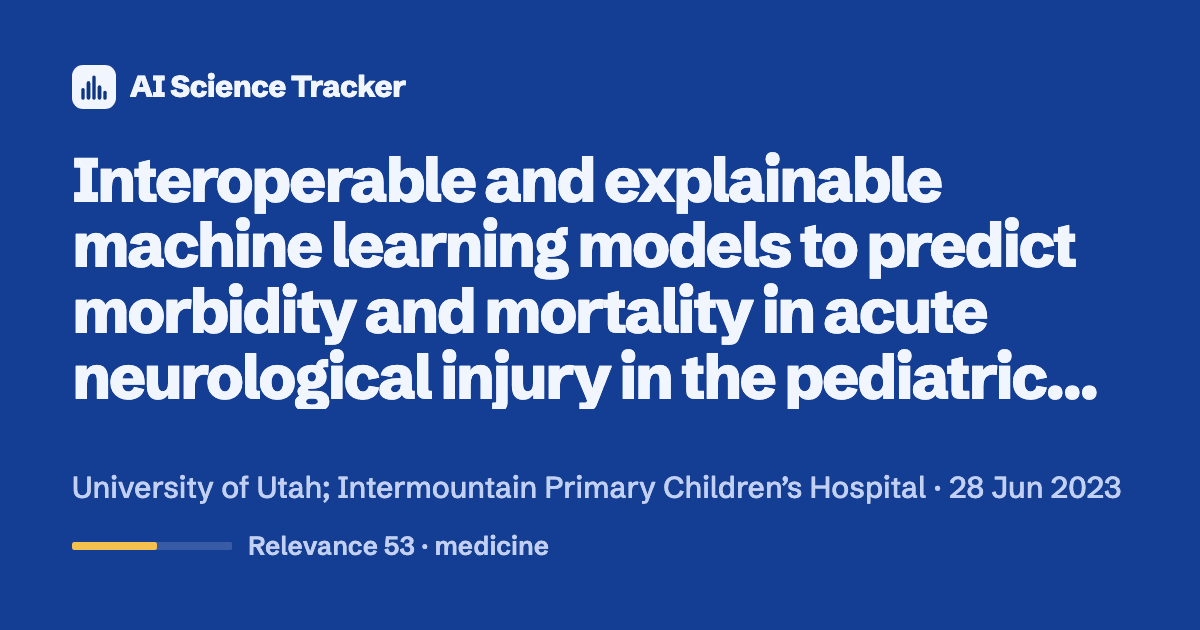 AI Science Tracker
Interoperable and explainable
machine learning models to predict
morbidity and mortality in acute
neurological injury in the pediatric...
University of Utah; Intermountain Primary Children’s Hospital · 28 Jun 2023
Relevance 53 · medicine